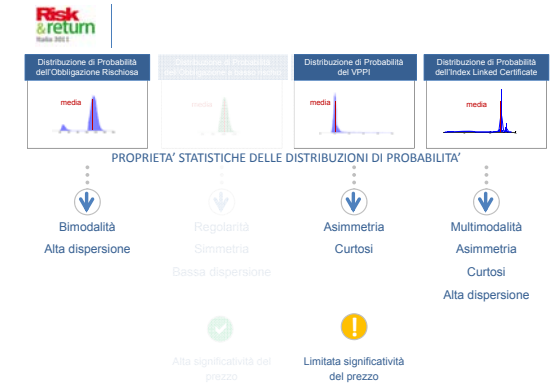 Risk
&return
Italia 2011
Distribuzione di Probabilità
dell'Obbligazione Rischiosa
Distribuzione di Probabilità
dell'Obbligazione a basso rischio
Distribuzione di Probabilità
del VPPI
Distribuzione di Probabilità
dell'Index Linked Certificate
media
media
media
media
PROPRIETA' STATISTICHE DELLE DISTRIBUZIONI DI PROBABILITA'
Bimodalità
Alta dispersione
Regolarità
Simmetria
Bassa dispersione
Asimmetria
Curtosi
Multimodalità
Asimmetria
Curtosi
Alta dispersione
Alta significatività del
prezzo
Limitata significatività
del prezzo